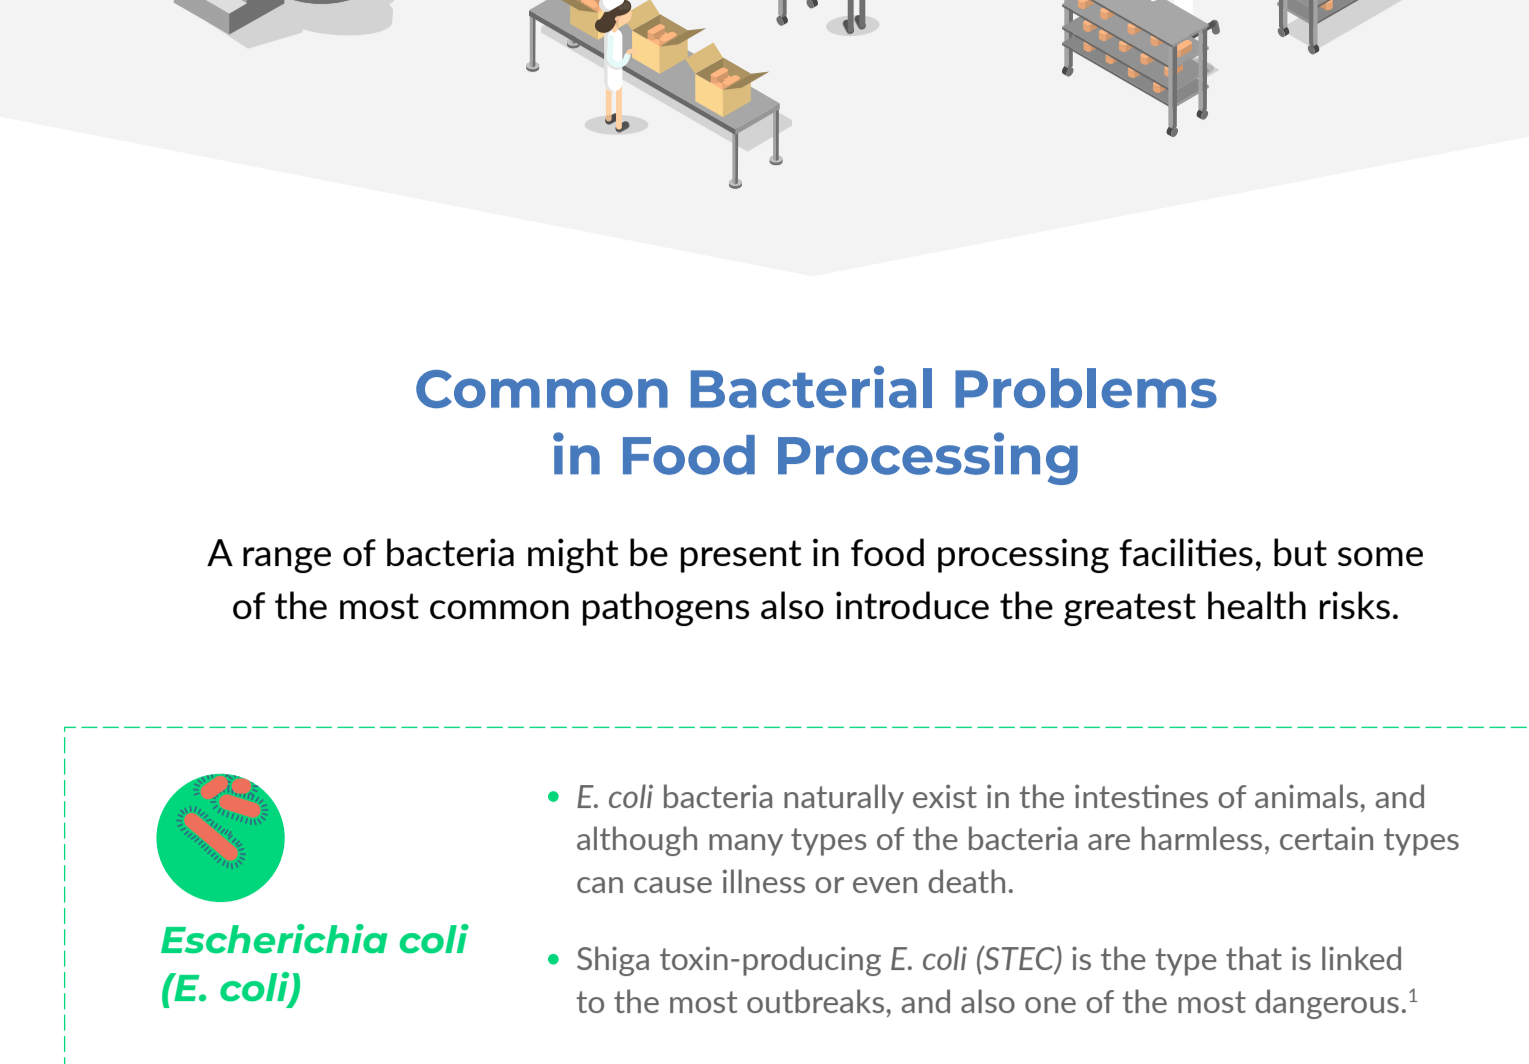 Common Bacterial Problems
in Food Processing
A range of bacteria might be present in food processing facilities, but some
of the most common pathogens also introduce the greatest health risks.
Escherichia coli
(E. coli)
• E. coli bacteria naturally exist in the intestines of animals, and
although many types of the bacteria are harmless, certain types
can cause illness or even death.
• Shiga toxin-producing E. coli (STEC) is the type that is linked
to the most outbreaks, and also one of the most dangerous.¹